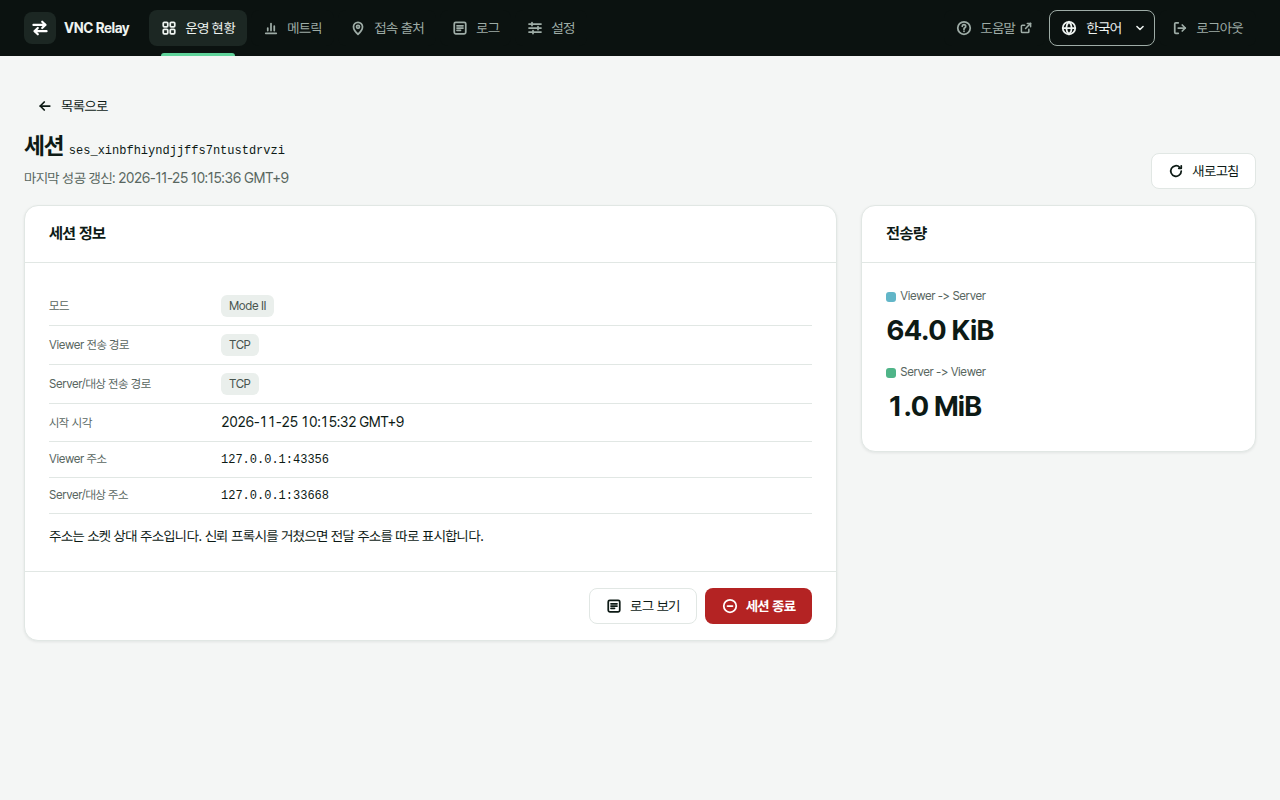 VNC Relay 운영 현황 메트릭 접속 출처 로그 설정 도움말 한국어 로그아웃
목록으로
세션 ses_xinbfhiyndjjffs7ntustdrvzi
마지막 성공 갱신: 2026-11-25 10:15:36 GMT+9
새로고침
세션 정보
모드 Mode II
Viewer 전송 경로 TCP
Server/대상 전송 경로 TCP
시작 시각 2026-11-25 10:15:32 GMT+9
Viewer 주소 127.0.0.1:43356
Server/대상 주소 127.0.0.1:33668
주소는 소켓 상대 주소입니다. 신뢰 프록시를 거쳤으면 전달 주소를 따로 표시합니다.
로그 보기 세션 종료
전송량
Viewer -> Server
64.0 KiB
Server -> Viewer
1.0 MiB